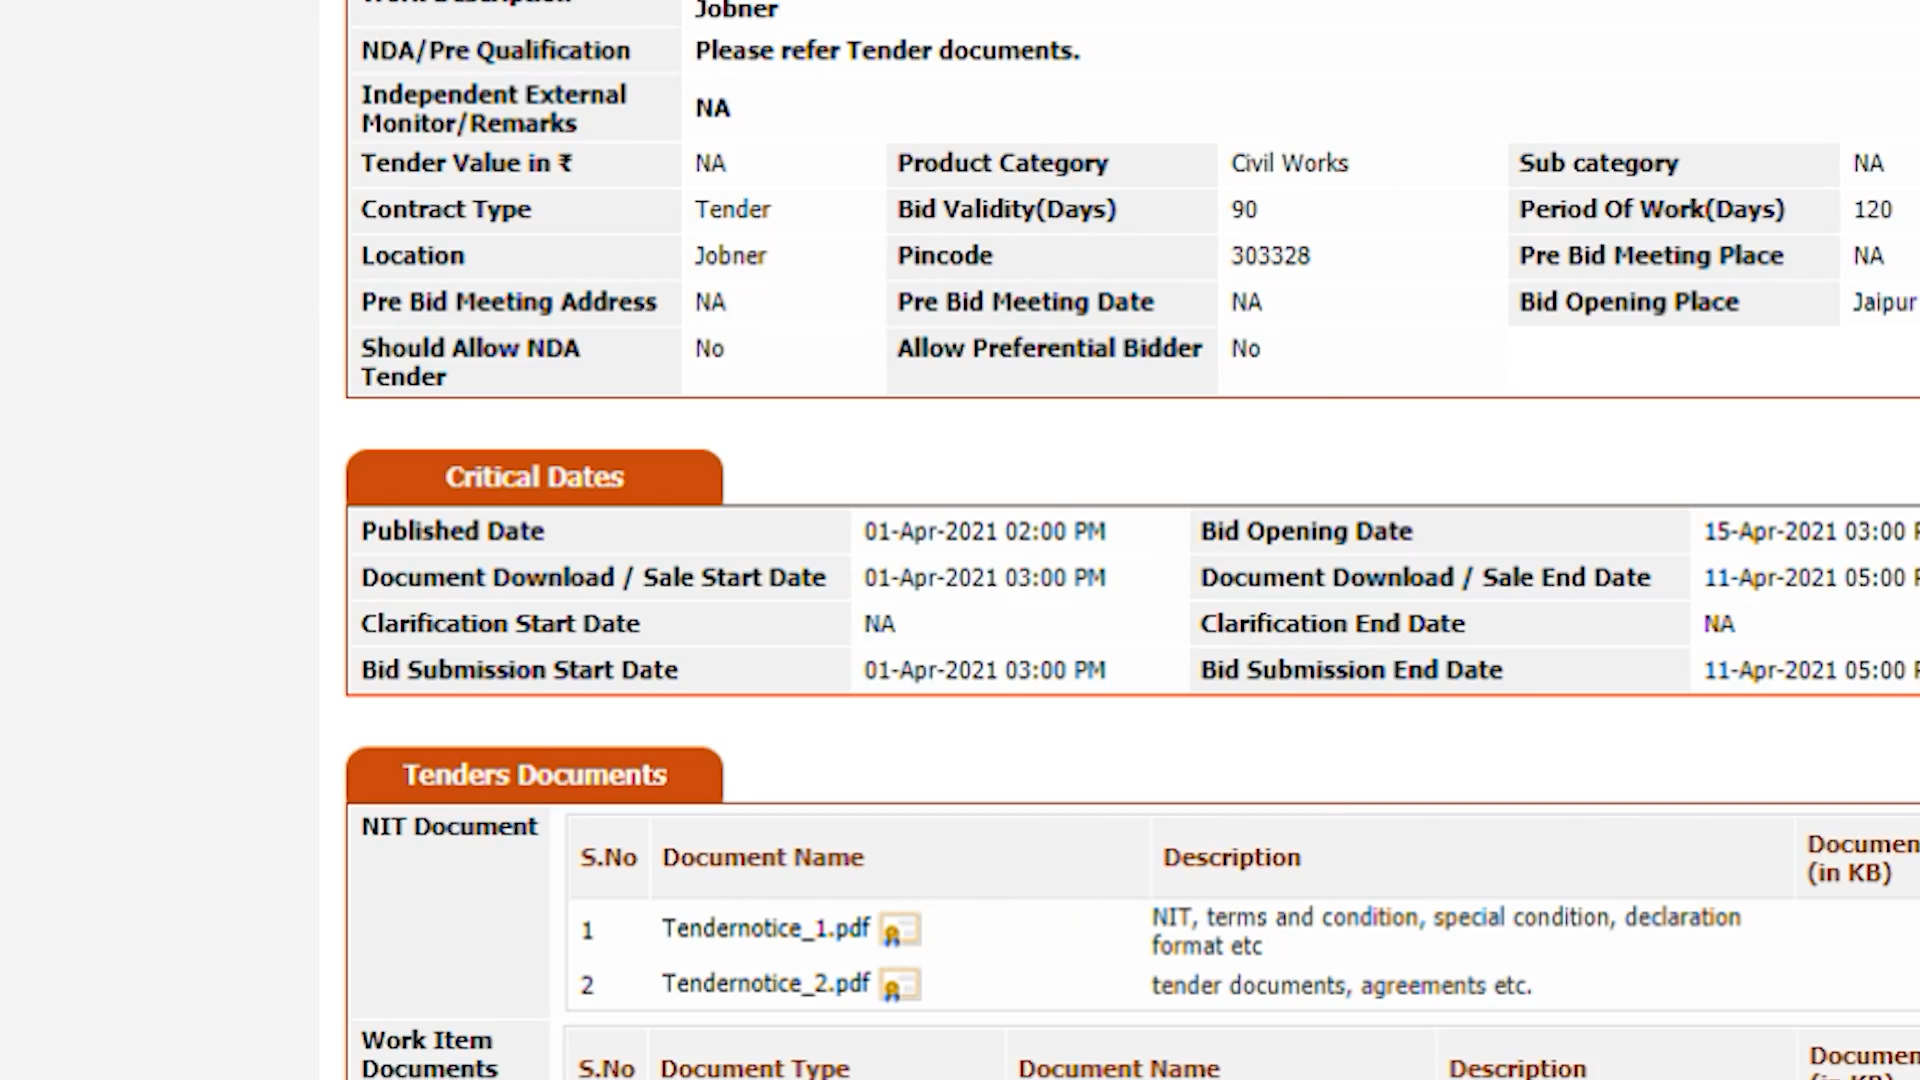 Work Description
Jobner
NDA/Pre Qualification Please refer Tender documents.
Independent External
Monitor/Remarks
NA
Tender Value in ₹ NA Product Category Civil Works Sub category NA
Contract Type Tender Bid Validity(Days) 90 Period Of Work(Days) 120
Location Jobner Pincode 303328 Pre Bid Meeting Place NA
Pre Bid Meeting Address NA Pre Bid Meeting Date NA Bid Opening Place Jaipur
Should Allow NDA
Tender
No Allow Preferential Bidder No
Critical Dates
Published Date 01-Apr-2021 02:00 PM Bid Opening Date 15-Apr-2021 03:00
Document Download / Sale Start Date 01-Apr-2021 03:00 PM Document Download / Sale End Date 11-Apr-2021 05:00
Clarification Start Date NA Clarification End Date NA
Bid Submission Start Date 01-Apr-2021 03:00 PM Bid Submission End Date 11-Apr-2021 05:00
Tenders Documents
NIT Document
S.No Document Name Description Documen
(in KB)
1 Tendernotice_1.pdf NIT, terms and condition, special condition, declaration
format etc
2 Tendernotice_2.pdf tender documents, agreements etc.
Work Item
Documents
S.No Document Type Document Name Description Documen